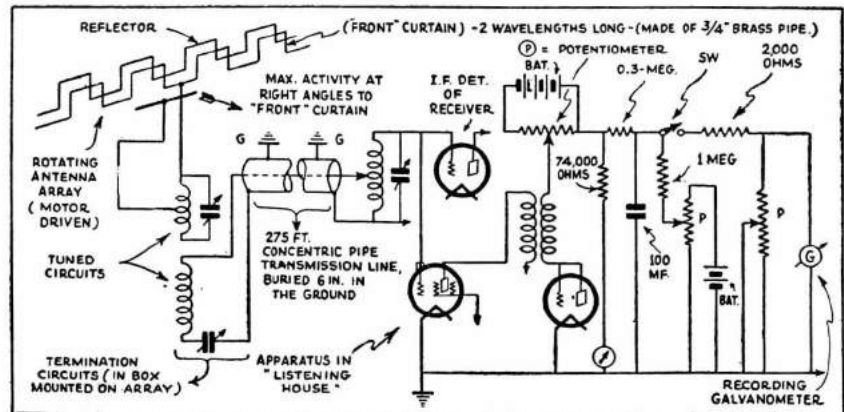 REFLECTOR
("FRONT" CURTAIN) - 2 WAVELENGTHS LONG - (MADE OF 3/4" BRASS PIPE.)
P = POTENTIOMETER
BAT.
0.3-MEG.
SW
2,000
OHMS
MAX. ACTIVITY AT
RIGHT ANGLES TO
"FRONT" CURTAIN
I.F. DET.
OF
RECEIVER
ROTATING
ANTENNA
ARRAY
(MOTOR
DRIVEN)
G
G
74,000
OHMS
1 MEG
P
P
G
275 FT.
CONCENTRIC PIPE
TRANSMISSION LINE,
BURIED 6 IN. IN
THE GROUND
TUNED
CIRCUITS
100
MF.
BAT.
TERMINATION
CIRCUITS (IN BOX
MOUNTED ON ARRAY)
APPARATUS IN
"LISTENING
HOUSE"
RECORDING
GALVANOMETER